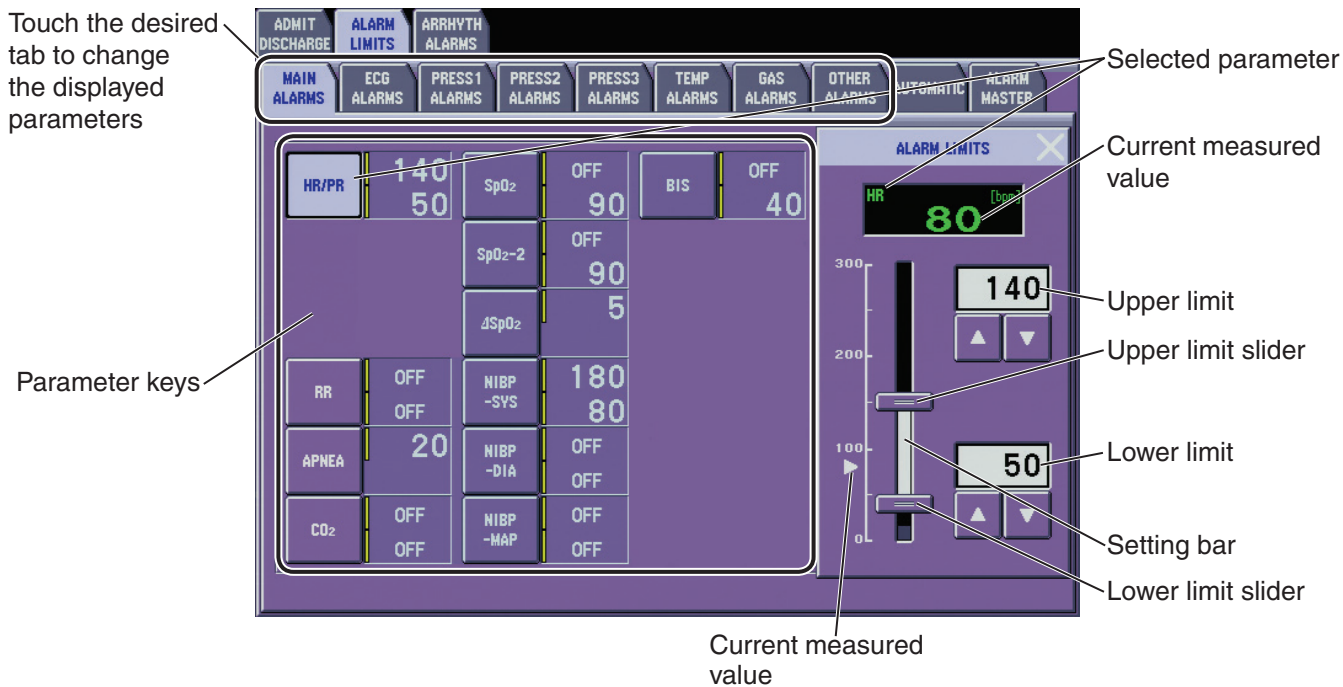 Touch the desired
tab to change
the displayed
parameters
ADMIT
DISCHARGE
ALARM
LIMITS
ARRHYTH
ALARMS
MAIN
ALARMS
ECG
ALARMS
PRESS1
ALARMS
PRESS2
ALARMS
PRESS3
ALARMS
TEMP
ALARMS
GAS
ALARMS
OTHER
ALARMS
AUTOMATIC
ALARM
MASTER
Selected parameter
Current measured
value
Upper limit
Upper limit slider
Lower limit
Setting bar
Lower limit slider
Current measured
value
Parameter keys
HR/PR
140
50
RR
OFF
OFF
APNEA
20
CO2
OFF
OFF
SpO2
OFF
90
SpO2-2
OFF
90
ΔSpO2
5
NIBP
-SYS
180
80
NIBP
-DIA
OFF
OFF
NIBP
-MAP
OFF
OFF
BIS
OFF
40
ALARM LIMITS
HR
[bpm]
80
300
200
100
0
140
50